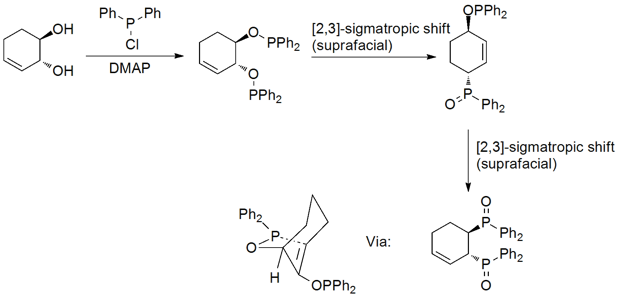 Ph P Ph
Cl
DMAP
OH
OH
O PPh2
O
PPh2
[2,3]-sigmatropic shift
(suprafacial)
OPPh2
O P Ph2
[2,3]-sigmatropic shift
(suprafacial)
Ph2
P
O
H
OPPh2
Via:
O
P Ph2
P Ph2
O